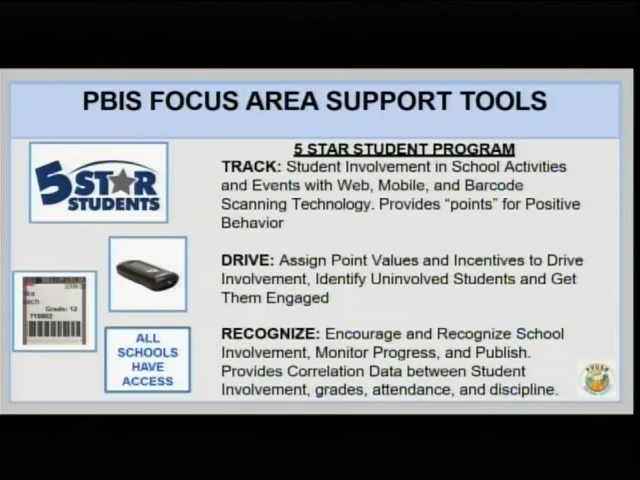 PBIS FOCUS AREA SUPPORT TOOLS
5 STAR STUDENTS
5 STAR STUDENT PROGRAM
TRACK: Student Involvement in School Activities
and Events with Web, Mobile, and Barcode
Scanning Technology. Provides “points” for Positive
Behavior
DRIVE: Assign Point Values and Incentives to Drive
Involvement, Identify Uninvolved Students and Get
Them Engaged
Grade: 12
ALL
SCHOOLS
HAVE
ACCESS
RECOGNIZE: Encourage and Recognize School
Involvement, Monitor Progress, and Publish.
Provides Correlation Data between Student
Involvement, grades, attendance, and discipline.